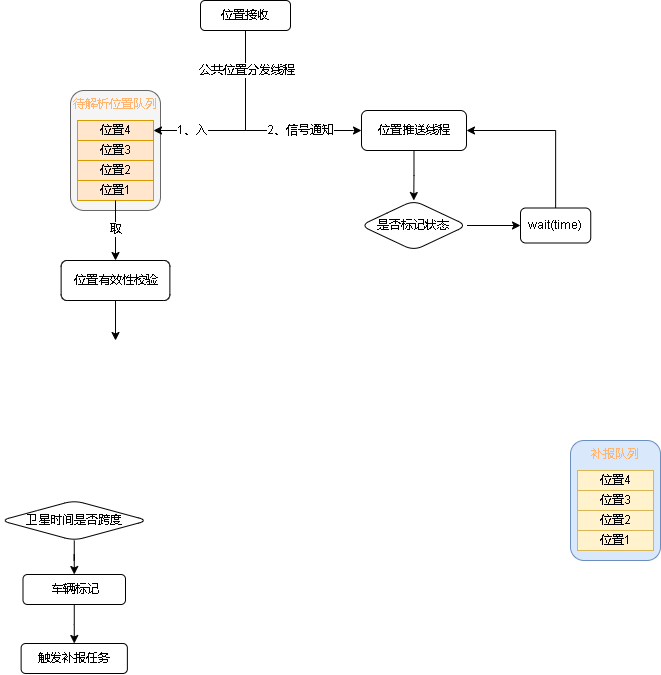 位置接收
公共位置分发线程
待解析位置队列
位置4
位置3
位置2
位置1
1、入
2、信号通知
位置推送线程
是否标记状态
wait(time)
取
位置有效性校验
补报队列
位置4
位置3
位置2
位置1
卫星时间是否跨度
车辆标记
触发补报任务